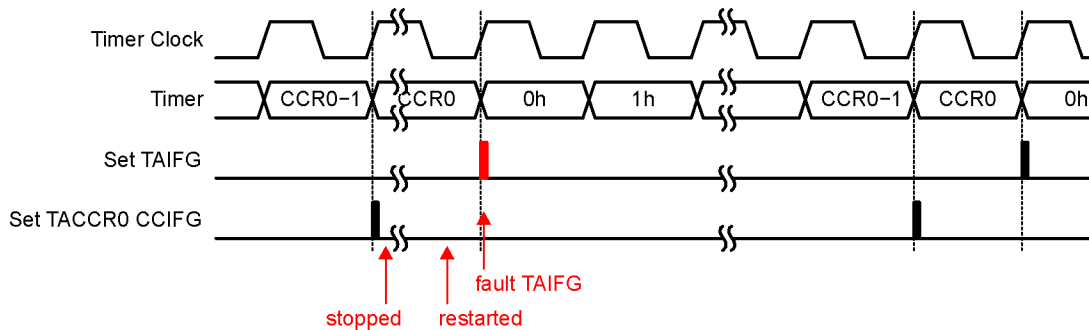 Timer Clock
Timer CCR0−1 CCR0 0h 1h CCR0−1 CCR0 0h
Set TAIFG
Set TACCR0 CCIFG
fault TAIFG
stopped restarted